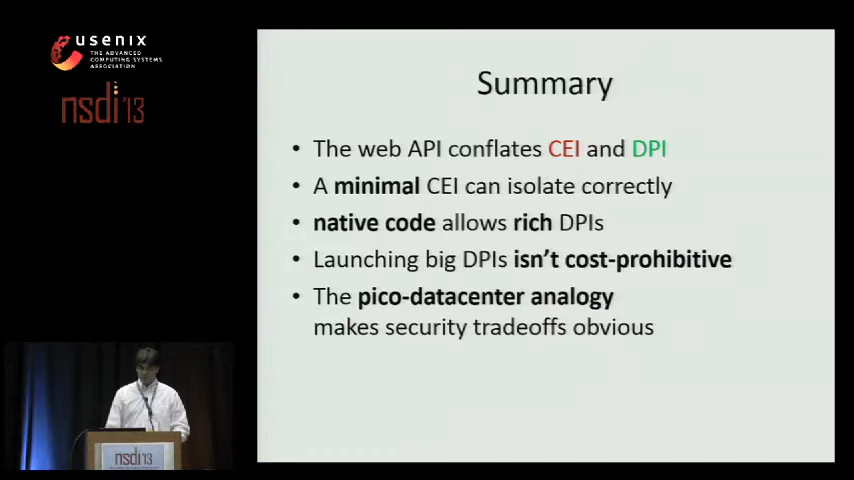 usenix
THE ADVANCED
COMPUTING SYSTEMS
ASSOCIATION
nsdi '13
Summary
• The web API conflates CEI and DPI
• A minimal CEI can isolate correctly
• native code allows rich DPIs
• Launching big DPIs isn't cost-prohibitive
• The pico-datacenter analogy
makes security tradeoffs obvious
nsdi '13